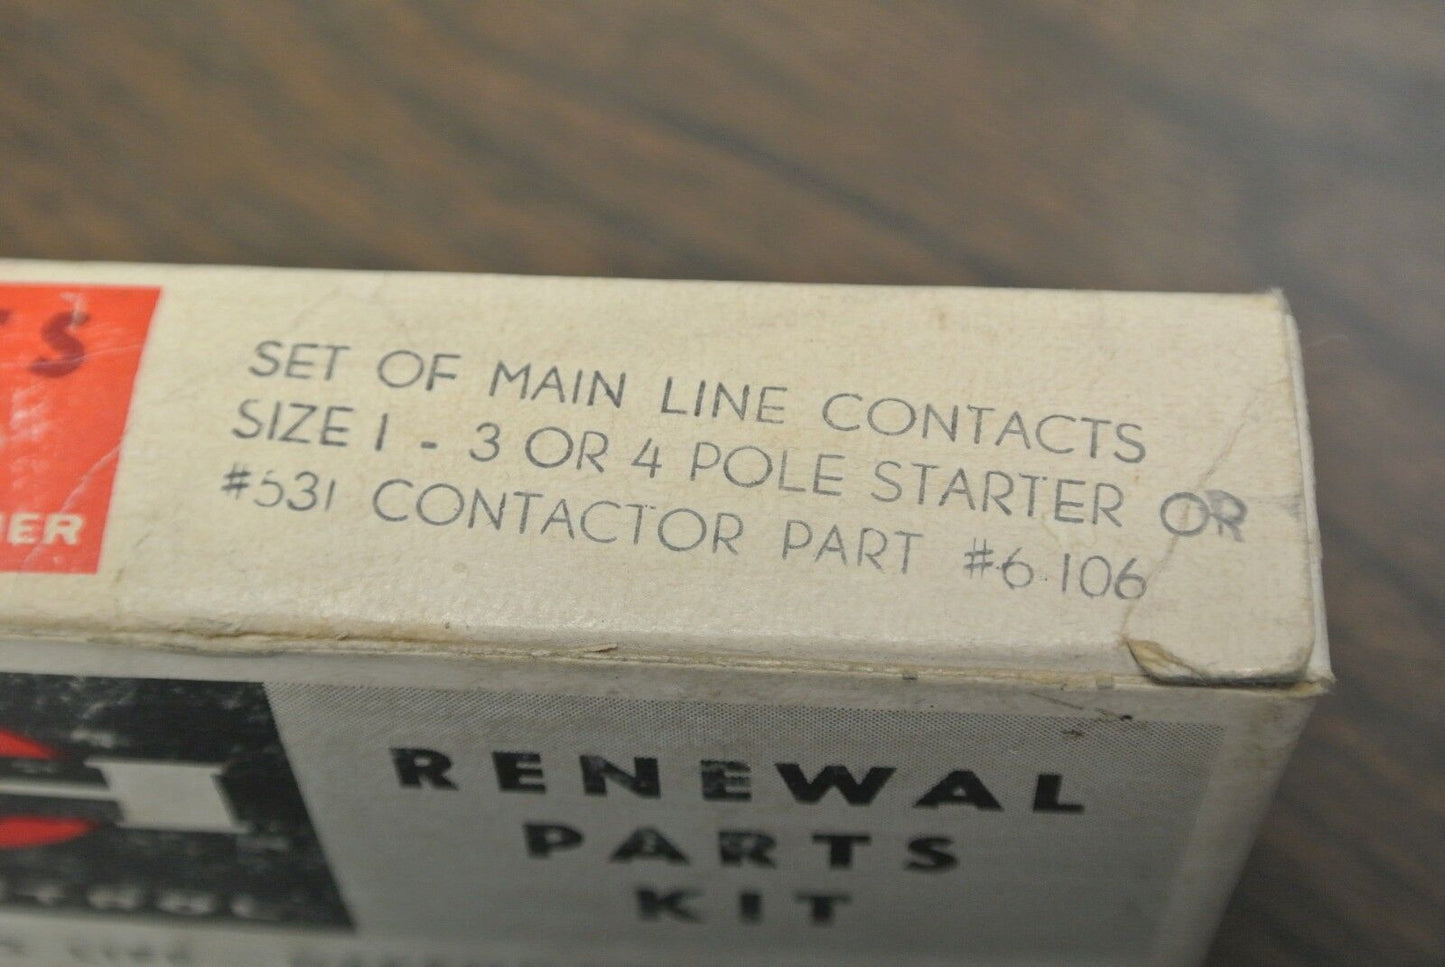 SET OF MAIN LINE CONTACTS
SIZE 1 - 3 OR 4 POLE STARTER OR
#531 CONTACTOR PART #6.106
RENEWAL
PARTS
KIT